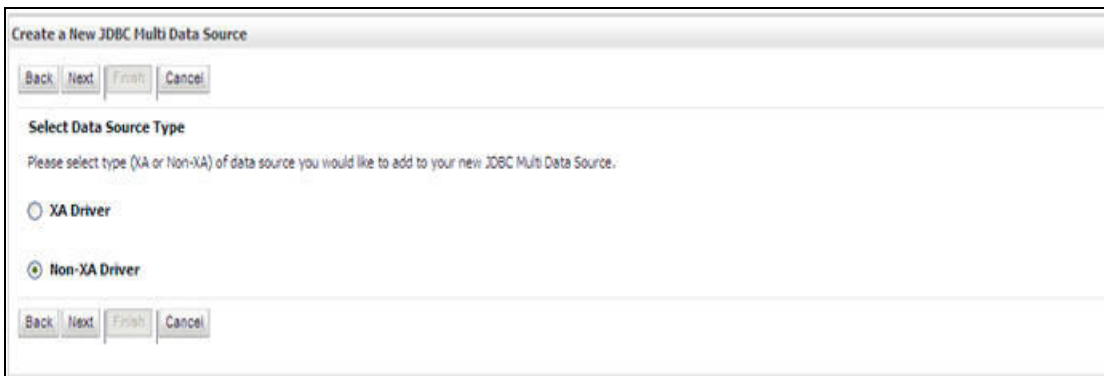 Create a New JDBC Multi Data Source
Back Next Finish Cancel
Select Data Source Type
Please select type (XA or Non-XA) of data source you would like to add to your new JDBC Multi Data Source.
XA Driver
Non-XA Driver
Back Next Finish Cancel